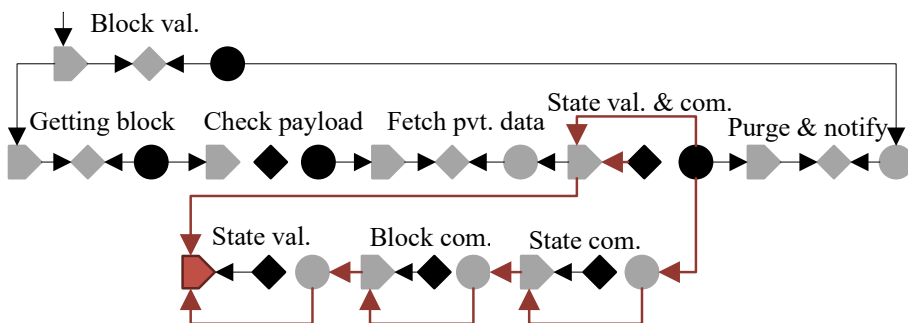 Block val.
Getting block
Check payload
Fetch pvt. data
State val. & com.
Purge & notify
State val.
Block com.
State com.